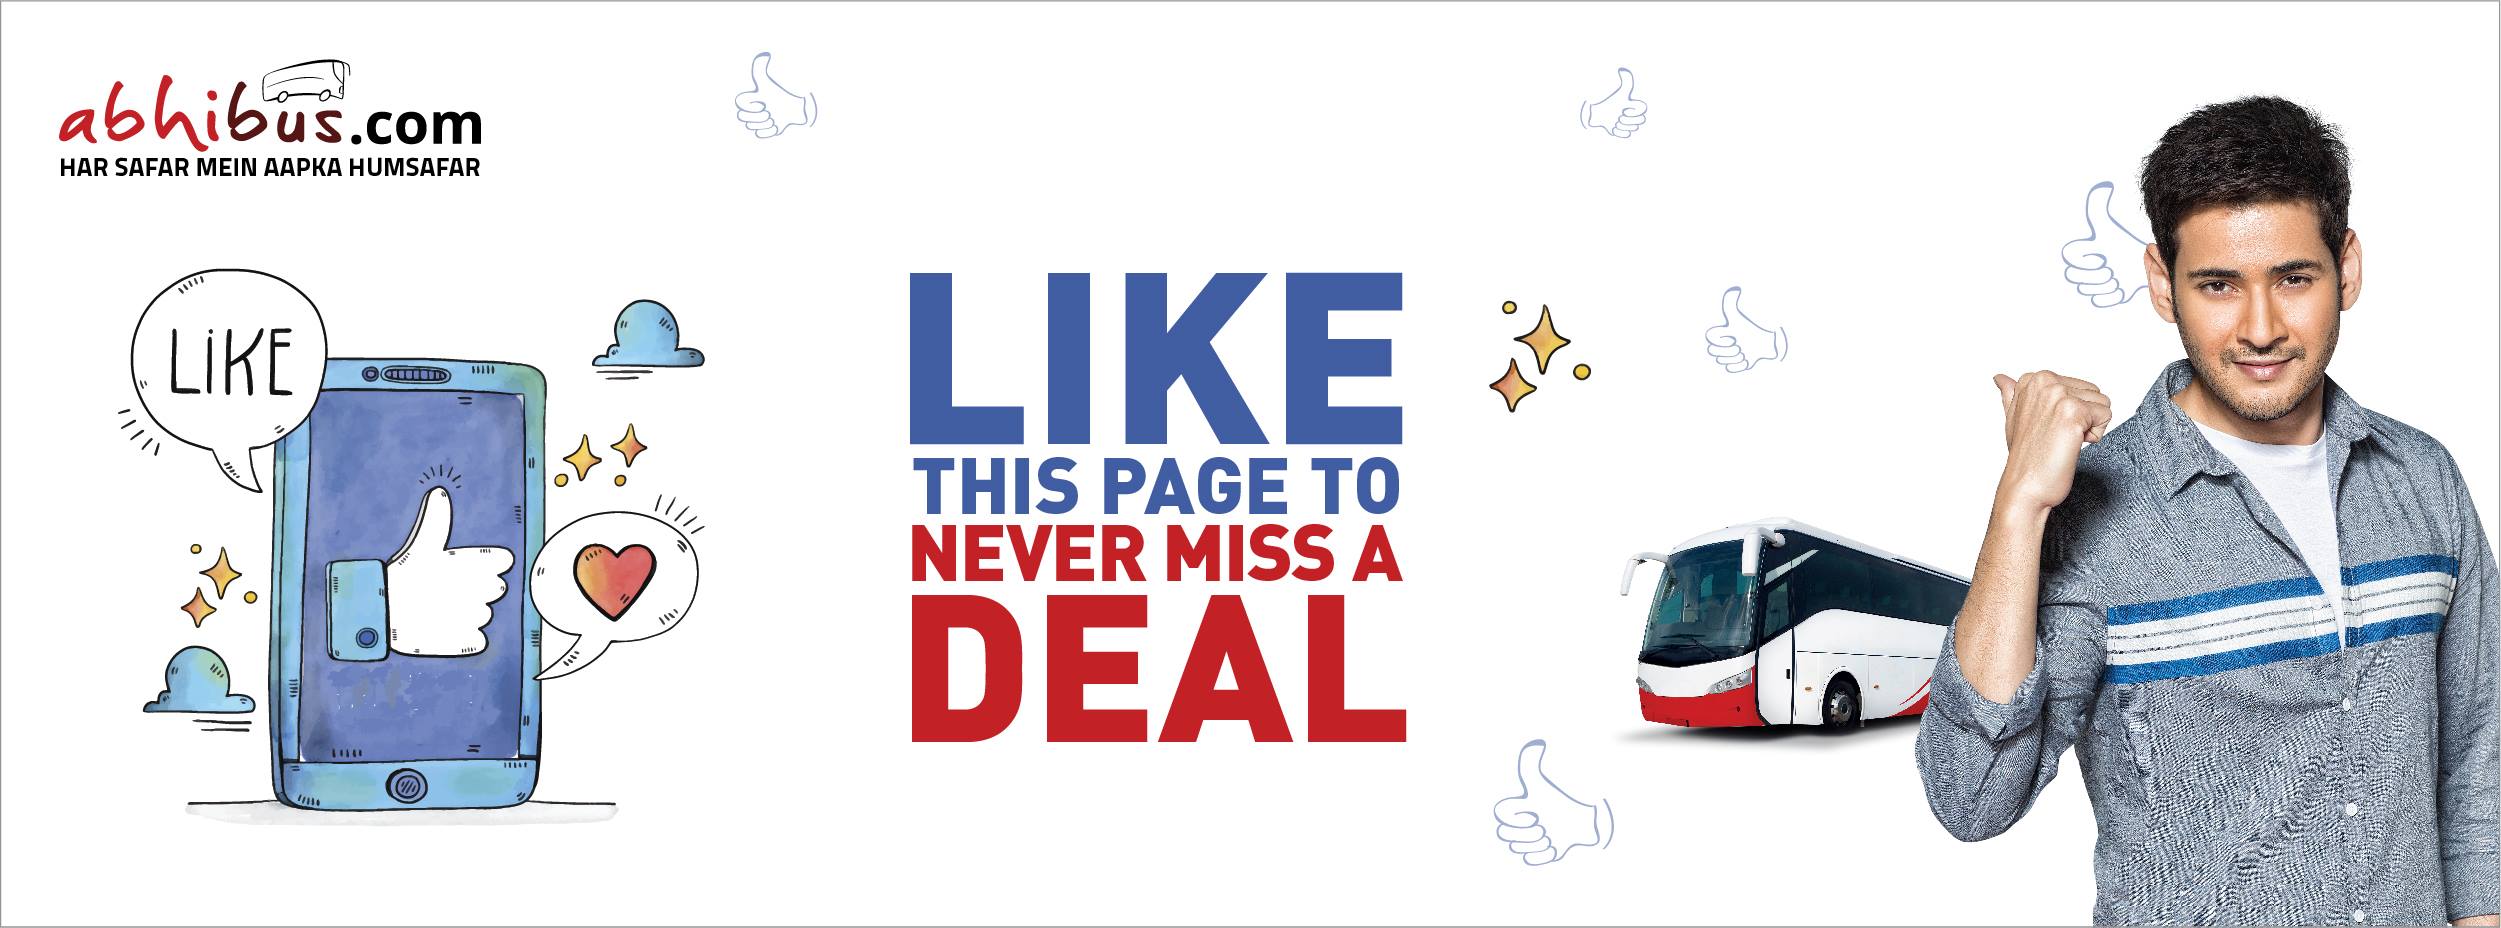 abhibus.com
HAR SAFAR MEIN AAPKA HUMSAFAR
LiKE
LIKE
THIS PAGE TO
NEVER MISS A
DEAL